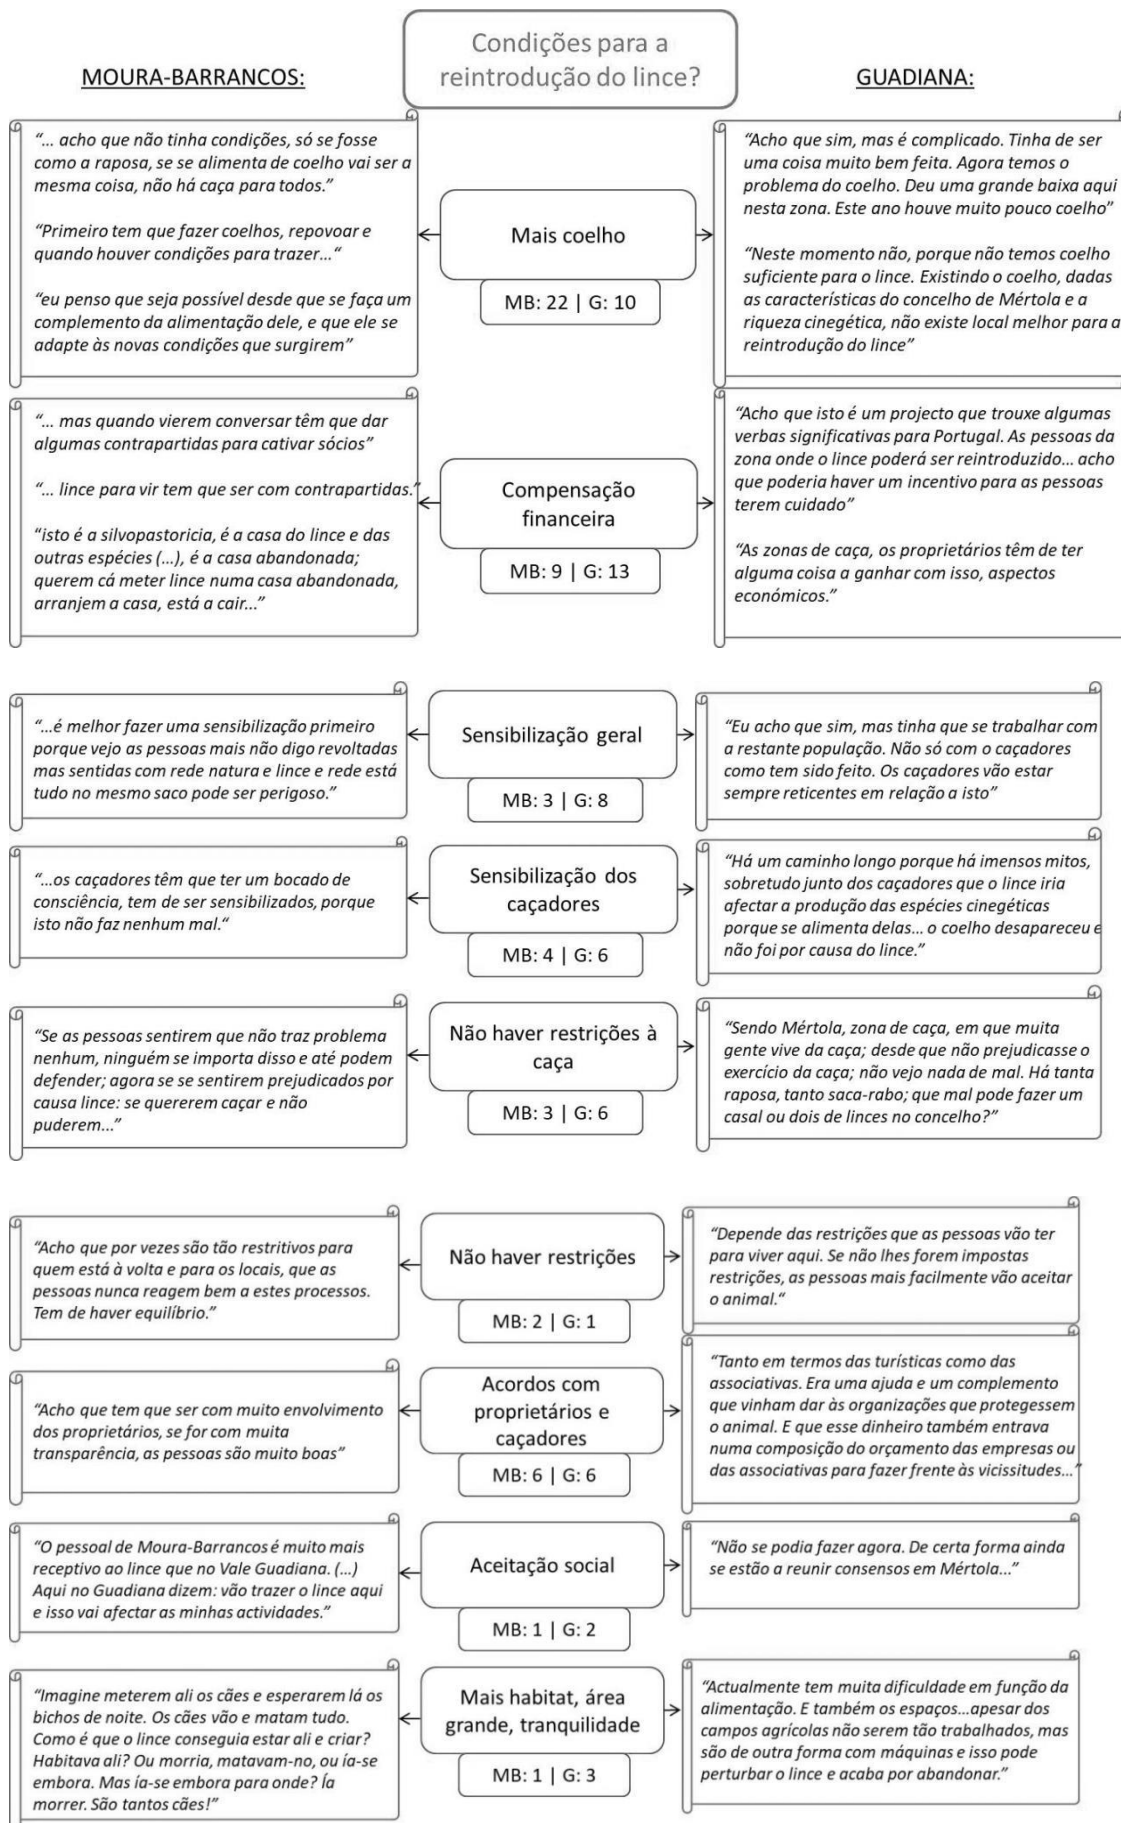 Condições para a
reintrodução do lince?
MOURA-BARRANCOS:
GUADIANA:
“... acho que não tinha condições, só se fosse
como a raposa, se se alimenta de coelho vai ser a
mesma coisa, não há caça para todos.”
“Primeiro tem que fazer coelhos, repovoar e
quando houver condições para trazer...“
“eu penso que seja possível desde que se faça um
complemento da alimentação dele, e que ele se
adapte às novas condições que surgirem”
Mais coelho
MB: 22 | G: 10
“Acho que sim, mas é complicado. Tinha de ser
uma coisa muito bem feita. Agora temos o
problema do coelho. Deu uma grande baixa aqui
nesta zona. Este ano houve muito pouco coelho”
“Neste momento não, porque não temos coelho
suficiente para o lince. Existindo o coelho, dadas
as características do concelho de Mértola e a
riqueza cinegética, não existe local melhor para a
reintrodução do lince”
“... mas quando vierem conversar têm que dar
algumas contrapartidas para cativar sócios”
“... lince para vir tem que ser com contrapartidas.”
“isto é a silvopastoricia, é a casa do lince e das
outras espécies (...), é a casa abandonada;
querem cá meter lince numa casa abandonada,
arranjem a casa, está a cair...”
Compensação
financeira
MB: 9 | G: 13
“Acho que isto é um projecto que trouxe algumas
verbas significativas para Portugal. As pessoas da
zona onde o lince poderá ser reintroduzido... acho
que poderia haver um incentivo para as pessoas
terem cuidado”
“As zonas de caça, os proprietários têm de ter
alguma coisa a ganhar com isso, aspectos
económicos.”
“...é melhor fazer uma sensibilização primeiro
porque vejo as pessoas mais não digo revoltadas
mas sentidas com rede natura e lince e rede está
tudo no mesmo saco pode ser perigoso.”
Sensibilização geral
MB: 3 | G: 8
“Eu acho que sim, mas tinha que se trabalhar com
a restante população. Não só com o caçadores
como tem sido feito. Os caçadores vão estar
sempre reticentes em relação a isto”
“...os caçadores têm que ter um bocado de
consciência, tem de ser sensibilizados, porque
isto não faz nenhum mal.“
Sensibilização dos
caçadores
MB: 4 | G: 6
“Há um caminho longo porque há imensos mitos,
sobretudo junto dos caçadores que o lince iria
afectar a produção das espécies cinegéticas
porque se alimenta delas... o coelho desapareceu e
não foi por causa do lince.”
“Se as pessoas sentirem que não traz problema
nenhum, ninguém se importa disso e até podem
defender; agora se se sentirem prejudicados por
causa lince: se quererem caçar e não
puderem...”
Não haver restrições à
caça
MB: 3 | G: 6
“Sendo Mértola, zona de caça, em que muita
gente vive da caça; desde que não prejudicasse o
exercício da caça; não vejo nada de mal. Há tanta
raposa, tanto saca-rabo; que mal pode fazer um
casal ou dois de linces no concelho?”
“Acho que por vezes são tão restritivos para
quem está à volta e para os locais, que as
pessoas nunca reagem bem a estes processos.
Tem de haver equilíbrio.”
Não haver restrições
MB: 2 | G: 1
“Depende das restrições que as pessoas vão ter
para viver aqui. Se não lhes forem impostas
restrições, as pessoas mais facilmente vão aceitar
o animal.“
“Acho que tem que ser com muito envolvimento
dos proprietários, se for com muita
transparência, as pessoas são muito boas”
Acordos com
proprietários e
caçadores
MB: 6 | G: 6
“Tanto em termos das turísticas como das
associativas. Era uma ajuda e um complemento
que vinham dar às organizações que protegessem
o animal. E que esse dinheiro também entrava
numa composição do orçamento das empresas ou
das associativas para fazer frente às vicissitudes...”
“O pessoal de Moura-Barrancos é muito mais
receptivo ao lince que no Vale Guadiana. (...)
Aqui no Guadiana dizem: vão trazer o lince aqui
e isso vai afectar as minhas actividades.”
Aceitação social
MB: 1 | G: 2
“Não se podia fazer agora. De certa forma ainda
se estão a reunir consensos em Mértola...”
“Imagine meterem ali os cães e esperarem lá os
bichos de noite. Os cães vão e matam tudo.
Como é que o lince conseguia estar ali e criar?
Habitava ali? Ou morria, matavam-no, ou ía-se
embora. Mas ía-se embora para onde? Ía
morrer. São tantos cães!”
Mais habitat, área
grande, tranquilidade
MB: 1 | G: 3
“Actualmente tem muita dificuldade em função da
alimentação. E também os espaços...apesar dos
campos agrícolas não serem tão trabalhados, mas
são de outra forma com máquinas e isso pode
perturbar o lince e acaba por abandonar.”